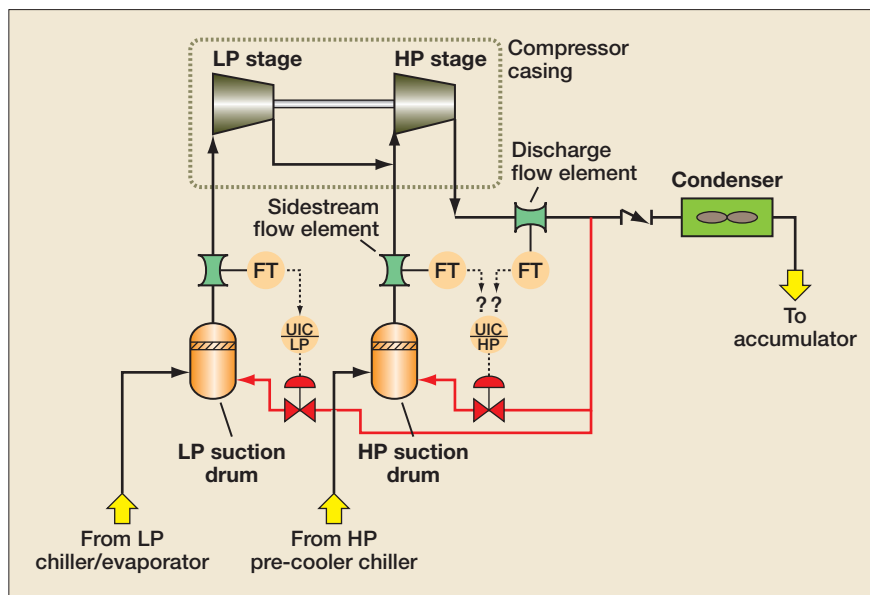 LP stage
HP stage
Compressor
casing
Discharge
flow element
Condenser
Sidestream
flow element
FT
FT
FT
? ?
UIC
LP
UIC
HP
To
accumulator
LP suction
drum
HP suction
drum
From LP
chiller/evaporator
From HP
pre-cooler chiller